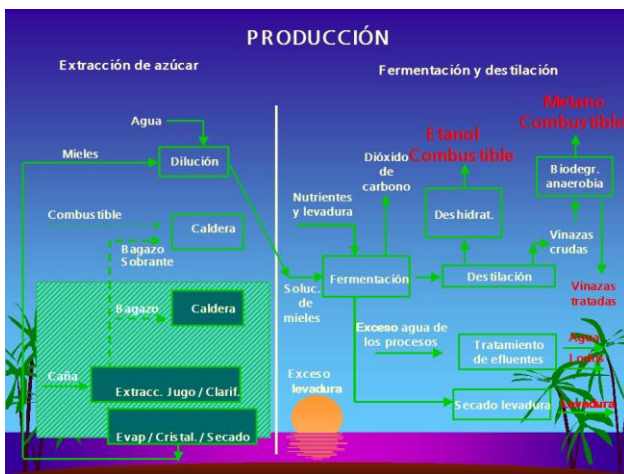 PRODUCCIÓN
Extracción de azúcar
Fermentación y destilación
Agua
Mieles
Dilución
Combustible
Caldera
Bagazo
Sobrante
Bagazo
Caldera
Caña
Extracc. Jugo / Clarif.
Evap / Cristal. / Secado
Metano
Combustible
Etanol
Combustible
Dióxido
de
carbono
Biodegr.
anaerobia
Nutrientes
y levadura
Deshidrat.
Vinazas
crudas
Fermentación
Destilación
Soluc.
de
mieles
Vinazas
tratadas
Exceso agua de
los procesos
Tratamiento
de efluentes
Agua
Lodos
Exceso
levadura
Secado levadura
Levadura